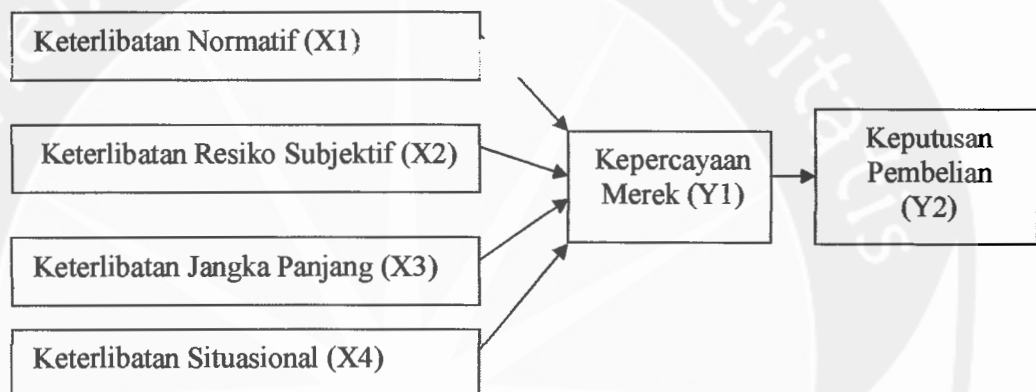 Keterlibatan Normatif (X1)
Keterlibatan Resiko Subjektif (X2)
Keterlibatan Jangka Panjang (X3)
Keterlibatan Situasional (X4)
Kepercayaan
Merek (Y1)
Keputusan
Pembelian
(Y2)